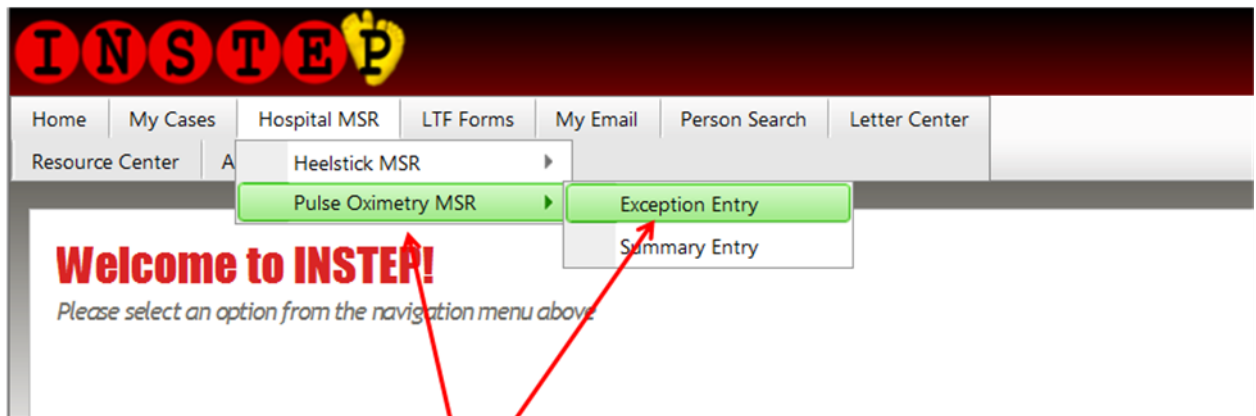 INSTEP
Home My Cases Hospital MSR LTF Forms My Email Person Search Letter Center
Resource Center A
Heelstick MSR
Pulse Oximetry MSR
Exception Entry
Summary Entry
Welcome to INSTEP!
Please select an option from the navigation menu above